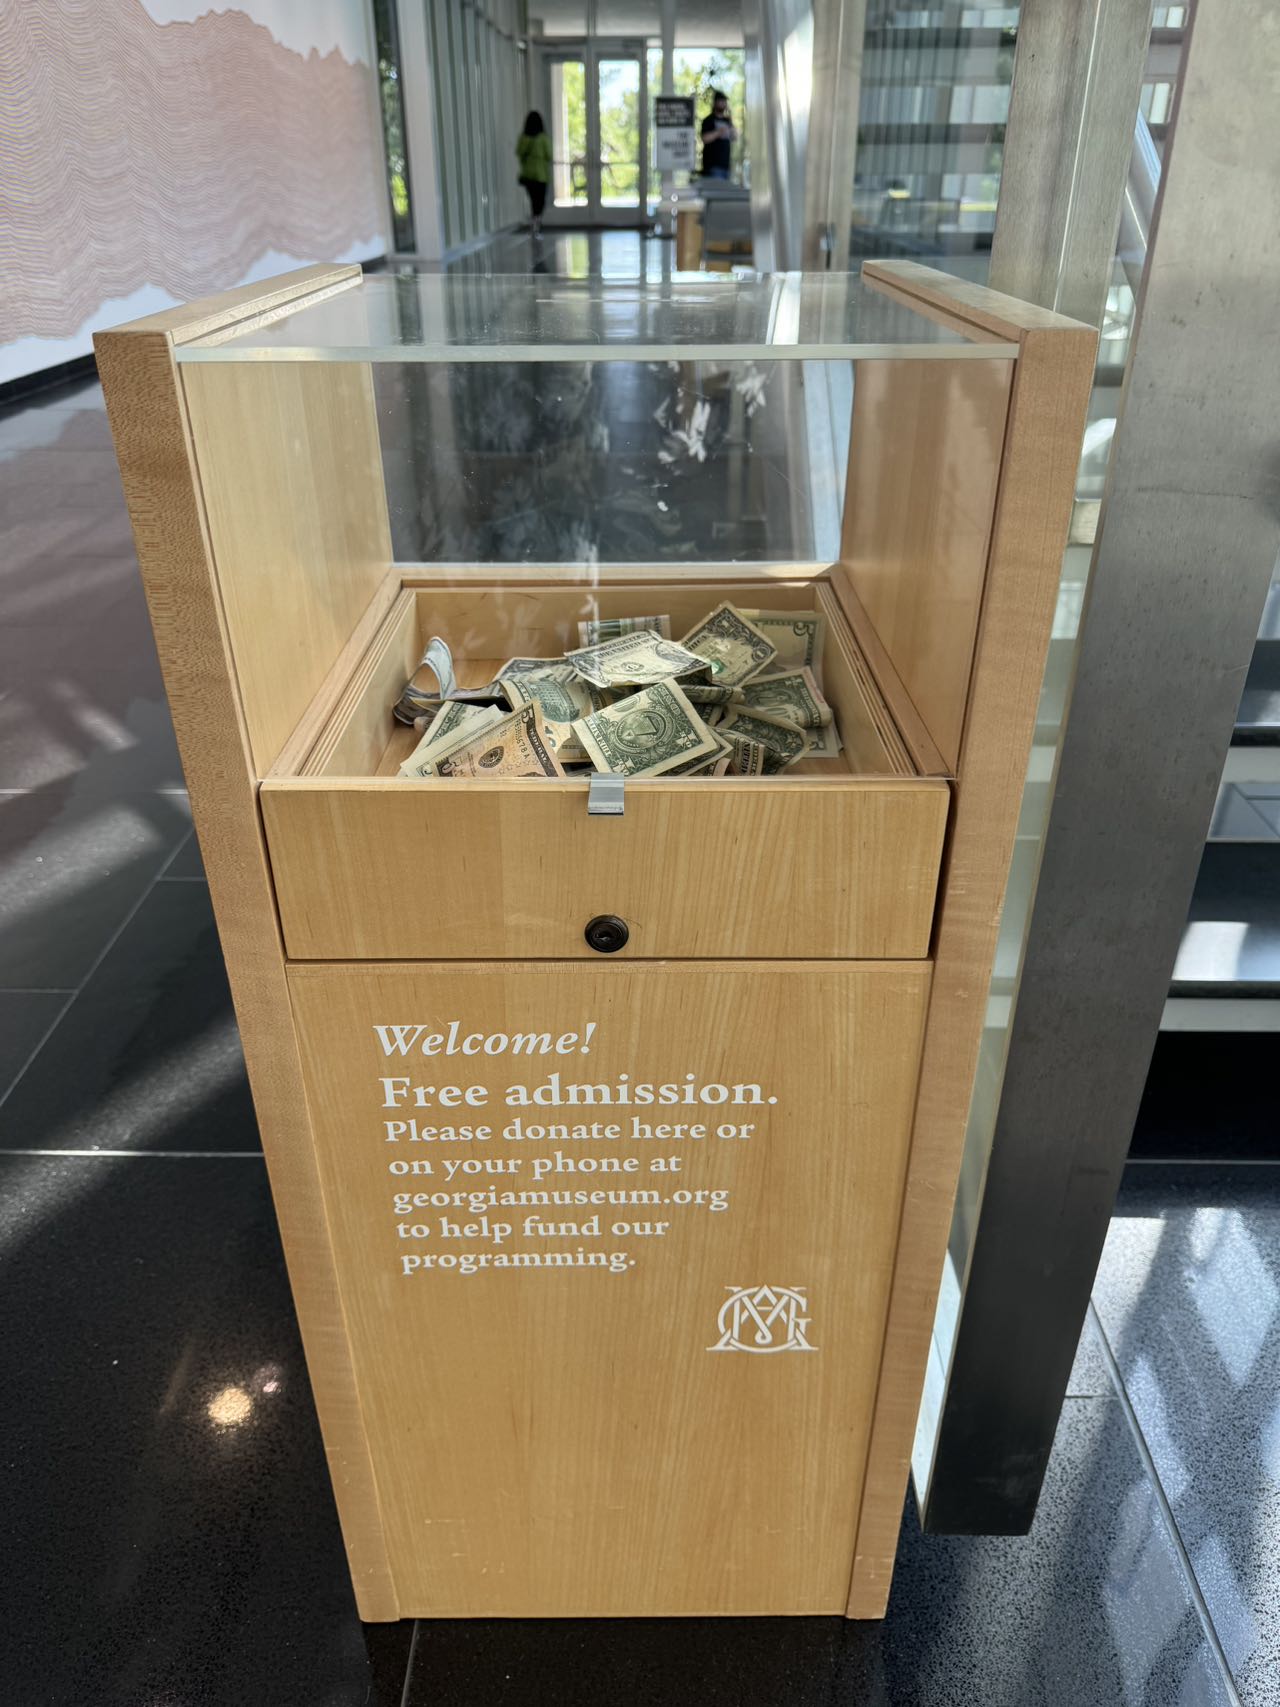 Welcome!
Free admission.
Please donate here or
on your phone at
georgiamuseum.org
to help fund our
programming.